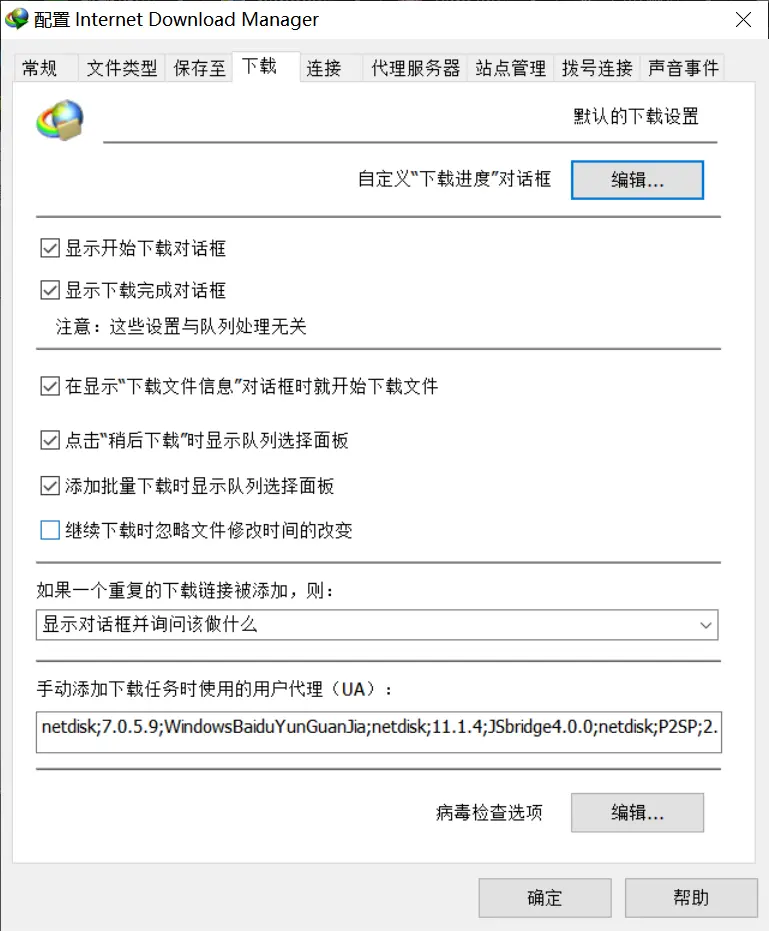 配置 Internet Download Manager
常规 文件类型 保存至 下载 连接 代理服务器 站点管理 拨号连接 声音事件
默认的下载设置
自定义“下载进度”对话框 编辑...
显示开始下载对话框
显示下载完成对话框
注意：这些设置与队列处理无关
在显示“下载文件信息”对话框时就开始下载文件
点击“稍后下载”时显示队列选择面板
添加批量下载时显示队列选择面板
继续下载时忽略文件修改时间的改变
如果一个重复的下载链接被添加，则：
显示对话框并询问该做什么
手动添加下载任务时使用的用户代理（UA）：
netdisk;7.0.5.9;WindowsBaiduYunGuanJia;netdisk;11.1.4;JSbridge4.0.0;netdisk;P2SP;2.
病毒检查选项 编辑...
确定 帮助